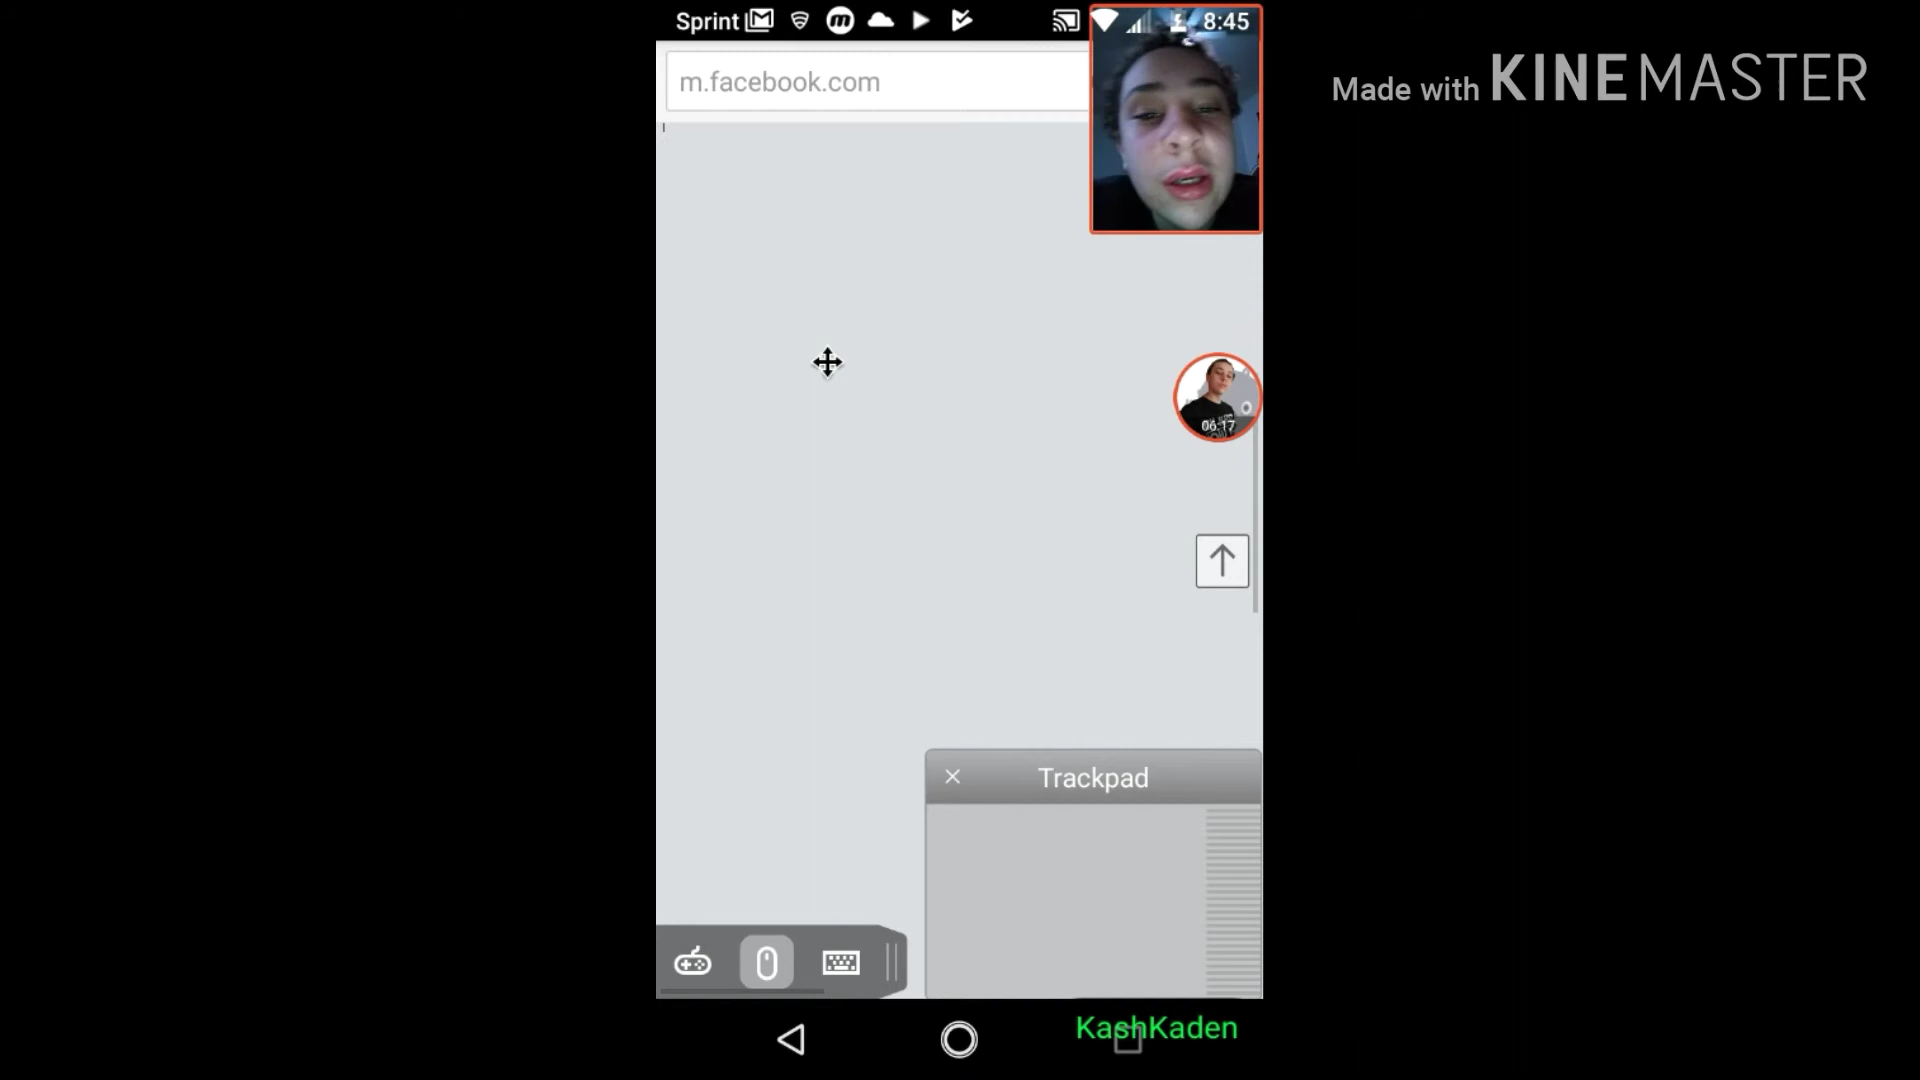 Sprint
8:45
Made with KINEMASTER
m.facebook.com
06:17
Trackpad
KashKaden